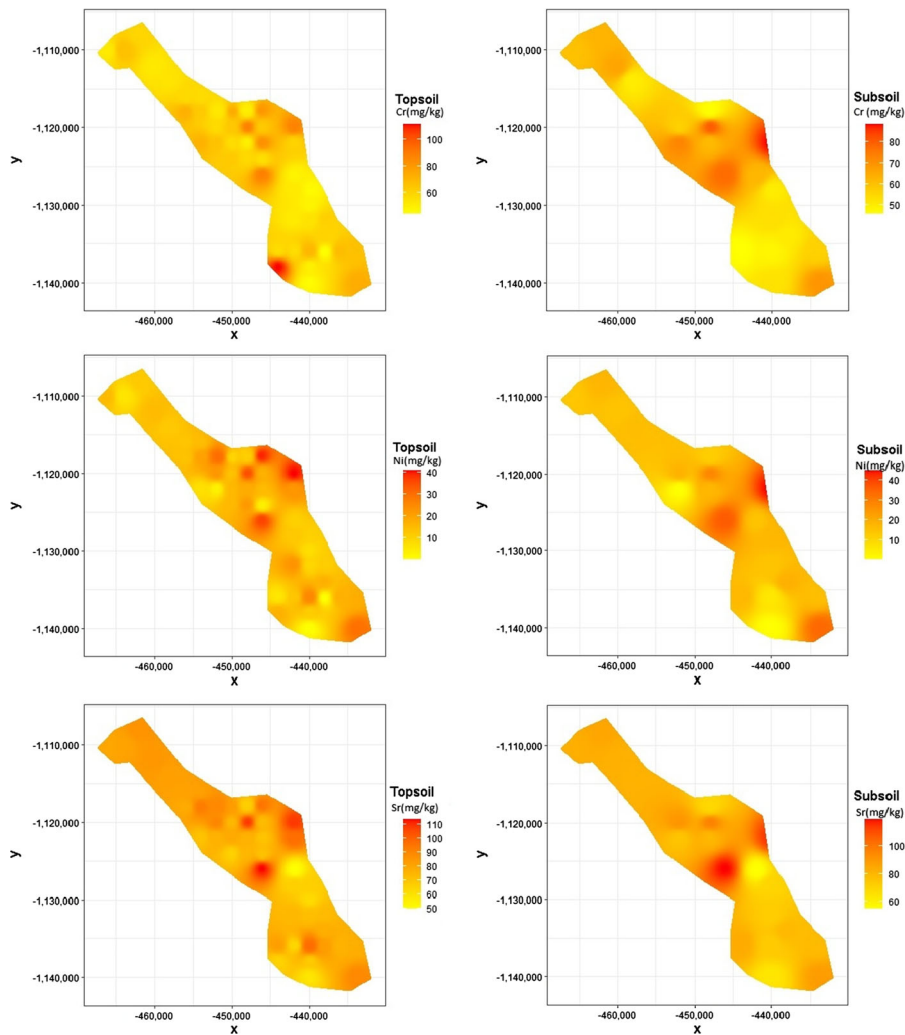 -1,110,000
-1,120,000
-1,130,000
-1,140,000
y
-460,000 -450,000 -440,000
x
Topsoil
Cr(mg/kg)
100
80
60
-1,110,000
-1,120,000
-1,130,000
-1,140,000
y
-460,000 -450,000 -440,000
x
Subsoil
Cr (mg/kg)
80
70
60
50
-1,110,000
-1,120,000
-1,130,000
-1,140,000
y
-460,000 -450,000 -440,000
x
Topsoil
Ni(mg/kg)
40
30
20
10
-1,110,000
-1,120,000
-1,130,000
-1,140,000
y
-460,000 -450,000 -440,000
x
Subsoil
Ni(mg/kg)
40
30
20
10
-1,110,000
-1,120,000
-1,130,000
-1,140,000
y
-460,000 -450,000 -440,000
x
Topsoil
Sr(mg/kg)
110
100
90
80
70
60
50
-1,110,000
-1,120,000
-1,130,000
-1,140,000
y
-460,000 -450,000 -440,000
x
Subsoil
Sr(mg/kg)
100
80
60